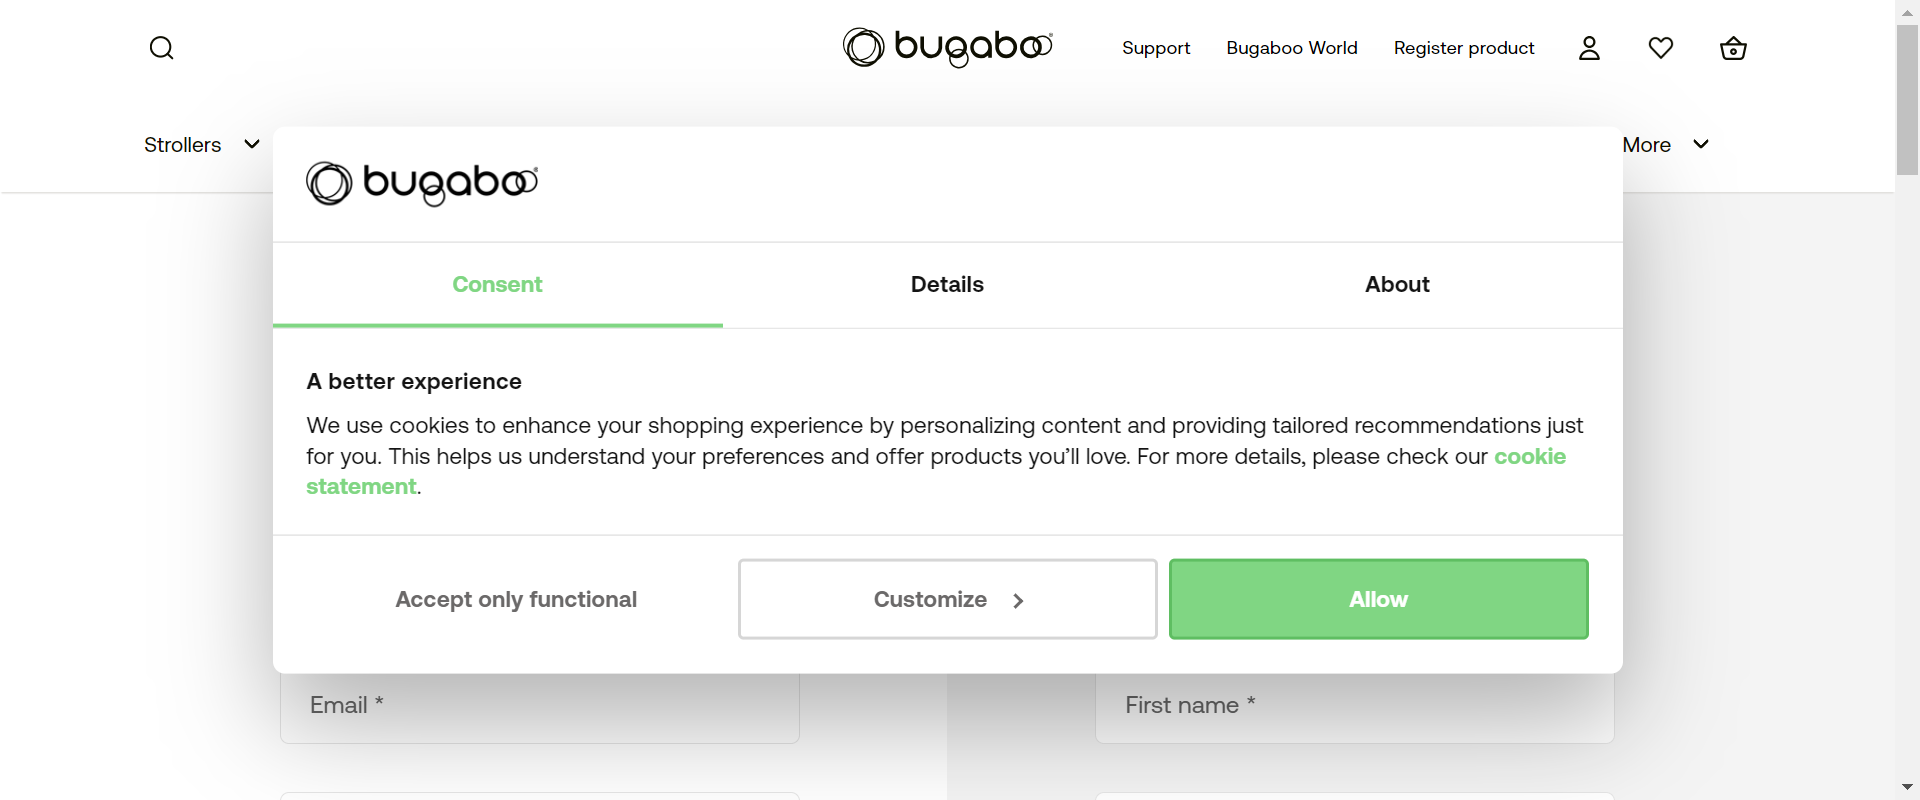 bugaboo
Support
Bugaboo World
Register product
Strollers
More
bugaboo
Consent
Details
About
A better experience
We use cookies to enhance your shopping experience by personalizing content and providing tailored recommendations just
for you. This helps us understand your preferences and offer products you’ll love. For more details, please check our cookie
statement.
Accept only functional
Customize
Allow
Email *
First name *